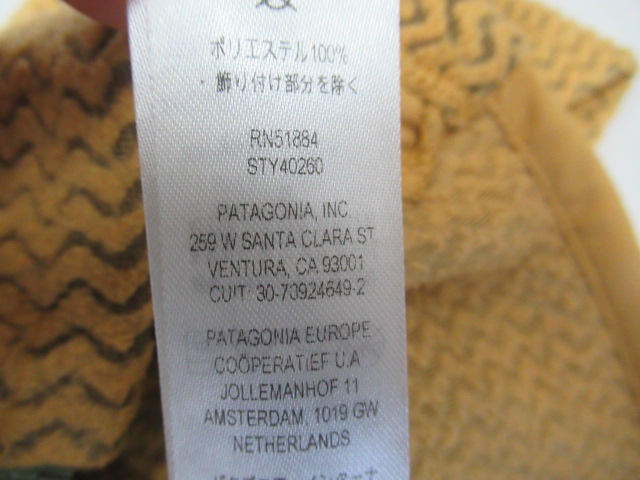 ポリエステル100%
・飾り付け部分を除く
RN51884
STY40260
PATAGONIA, INC.
259 W SANTA CLARA ST
VENTURA, CA 93001
CUIT: 30-70924649-2
PATAGONIA EUROPE
COÖPERATIEF U.A
JOLLEMANHOF 11
AMSTERDAM, 1019 GW
NETHERLANDS